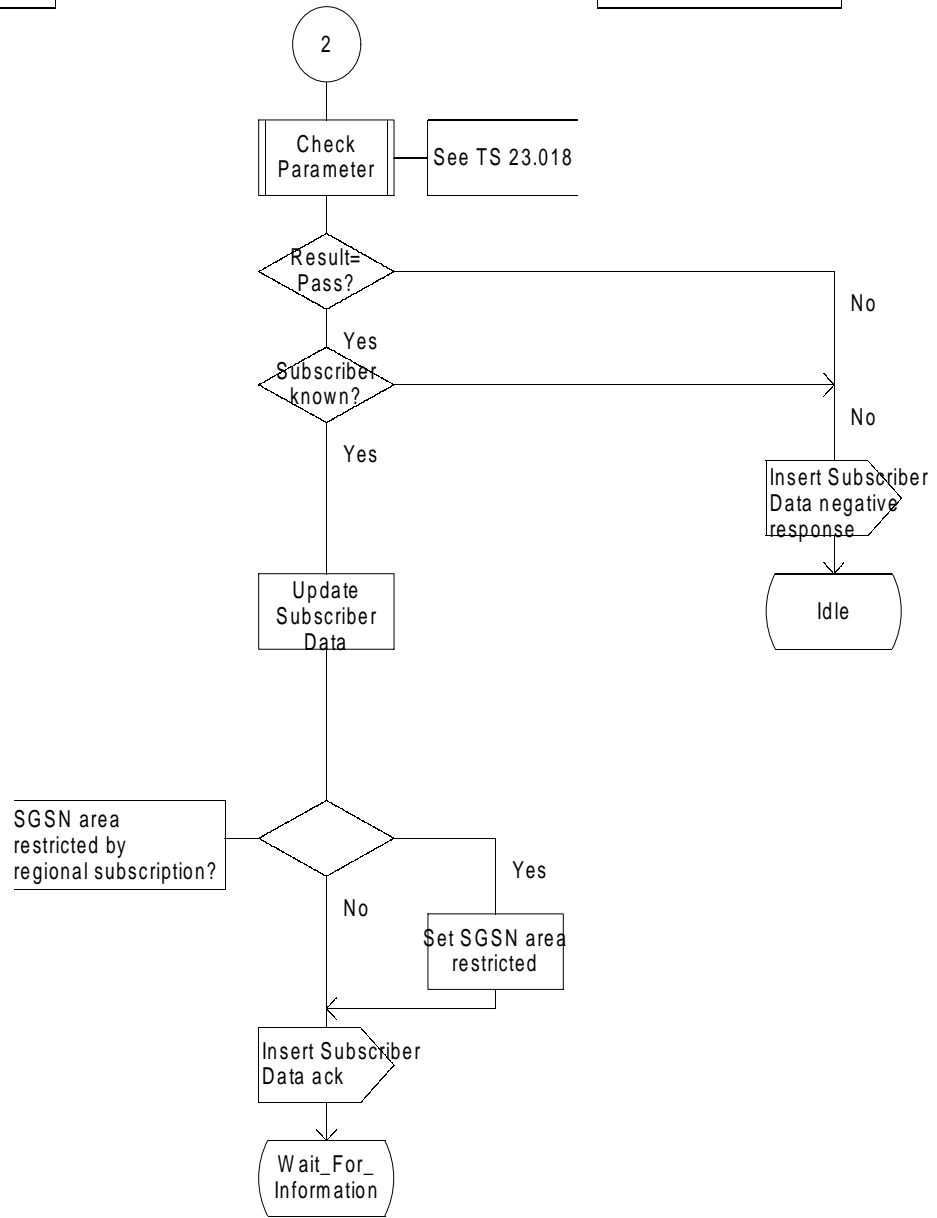 2
Check
Parameter
See TS 23.018
Result=
Pass?
No
Yes
Subscriber
known?
No
Yes
Insert Subscriber
Data negative
response
Update
Subscriber
Data
Idle
SGSN area
restricted by
regional subscription?
Yes
No
Set SGSN area
restricted
Insert Subscriber
Data ack
Wait_For_
Information